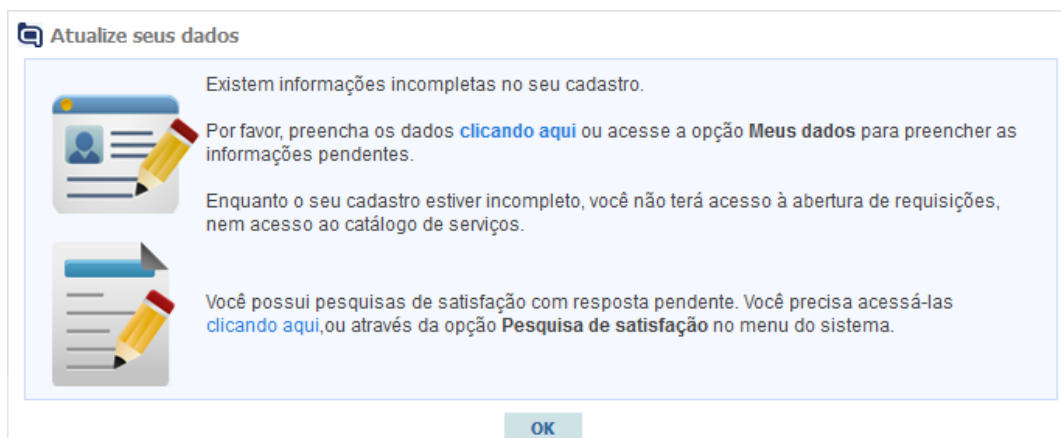 Atualize seus dados
Existem informações incompletas no seu cadastro.
Por favor, preencha os dados clicando aqui ou acesse a opção Meus dados para preencher as
informações pendentes.
Enquanto o seu cadastro estiver incompleto, você não terá acesso à abertura de requisições,
nem acesso ao catálogo de serviços.
Você possui pesquisas de satisfação com resposta pendente. Você precisa acessá-las
clicando aqui,ou através da opção Pesquisa de satisfação no menu do sistema.
OK